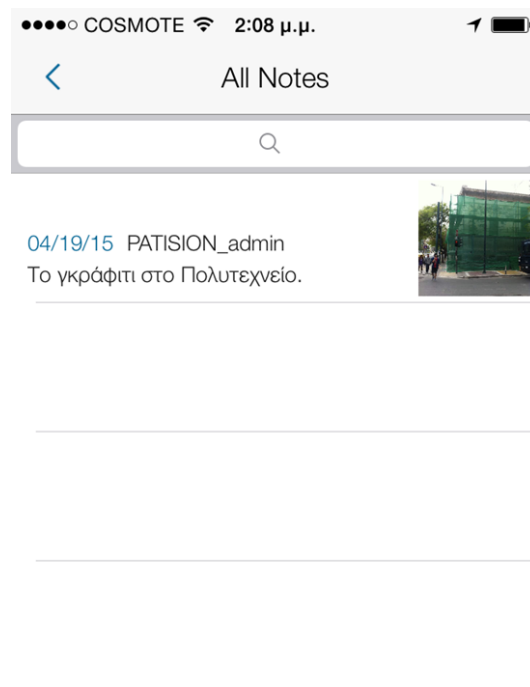 COSMOTE 2:08 μ.μ.
All Notes
04/19/15 PATISION_admin
Το γκράφιτι στο Πολυτεχνείο.